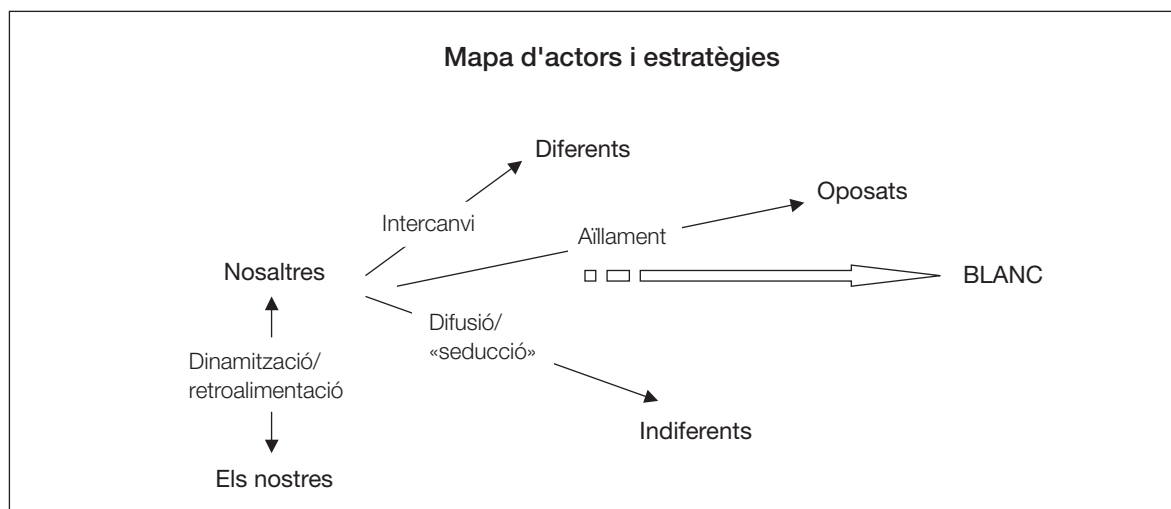 Mapa d'actors i estratègies
Diferents
Oposats
Intercanvi
Aïllament
Nosaltres
BLANC
Difusió/
«seducció»
Dinamització/
retroalimentació
Indiferents
Els nostres